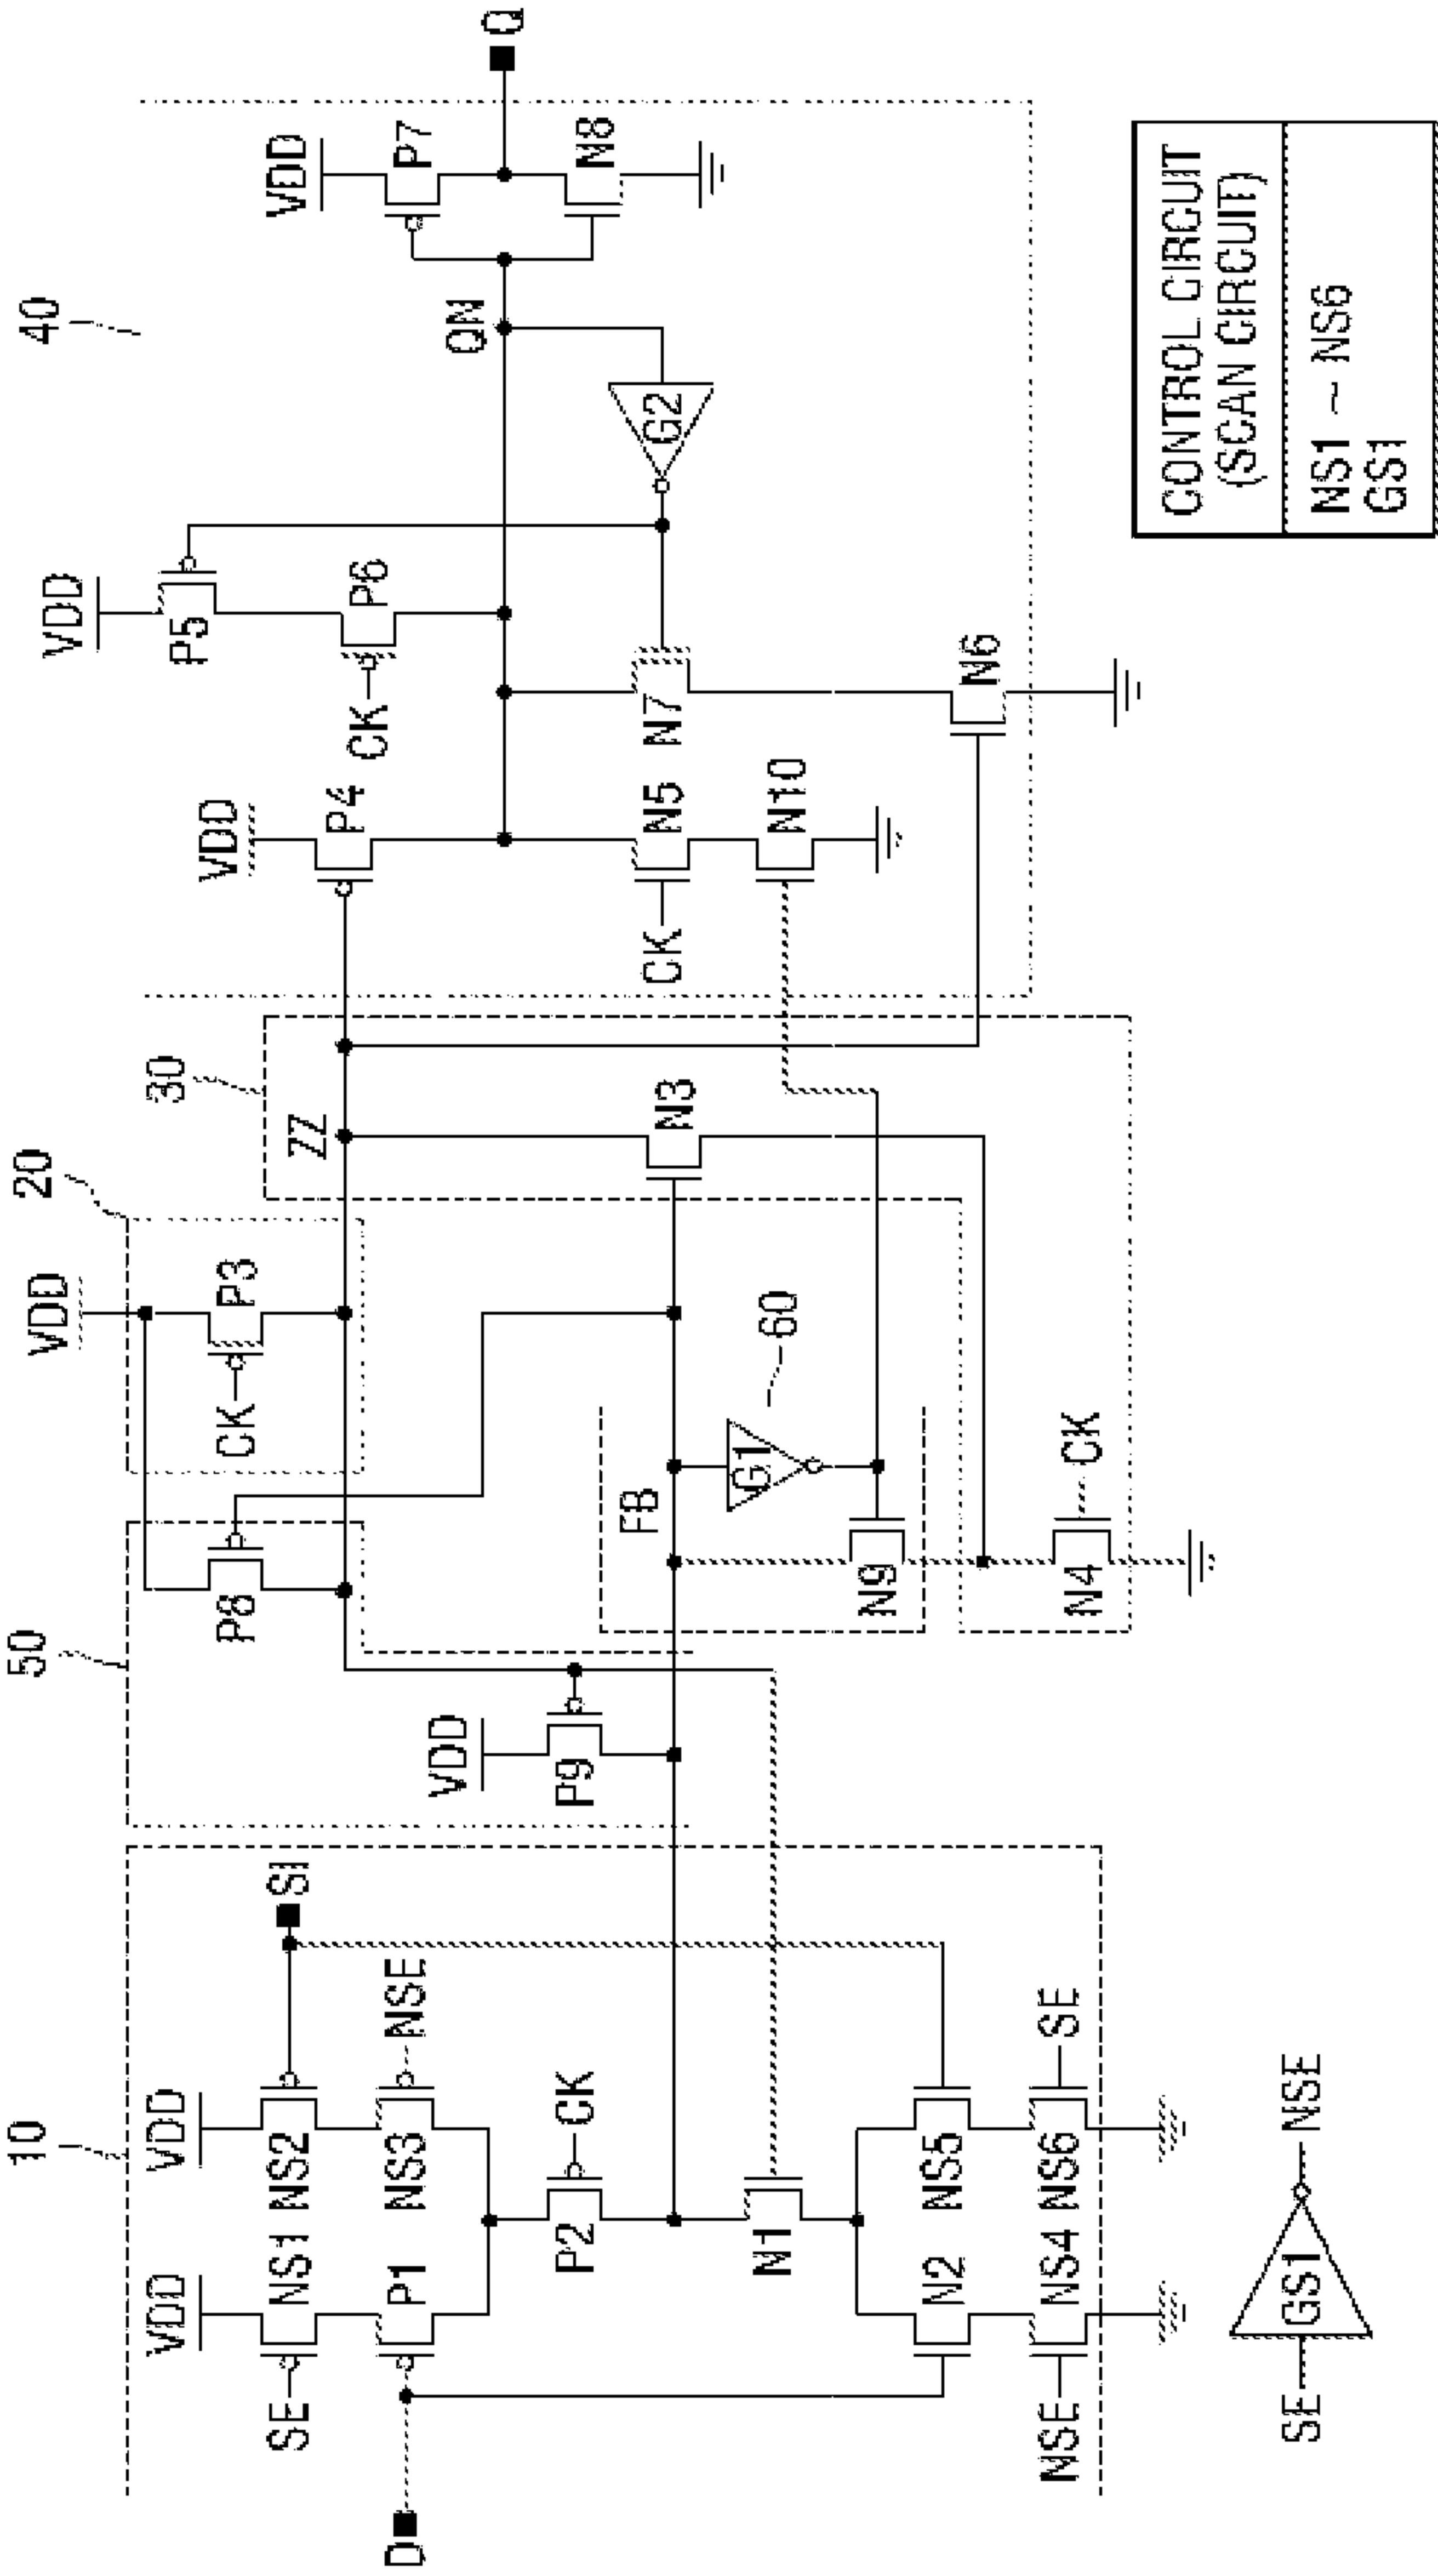 10
50
20
30
40
VDD
VDD
SE
NS1
NS2
SI
D
P1
NS3
NSE
P2
CK
N1
N2
NS5
NSE
NS4
NS6
SE
VDD
P9
P8
VDD
CK
P3
ZZ
FB
G1
60
N9
N3
N4
CK
VDD
P4
CK
N5
N10
VDD
P5
CK
P6
N7
N6
QN
G2
VDD
P7
N8
Q
SE
GS1
NSE
CONTROL CIRCUIT
(SCAN CIRCUIT)
NS1 ~ NS6
GS1